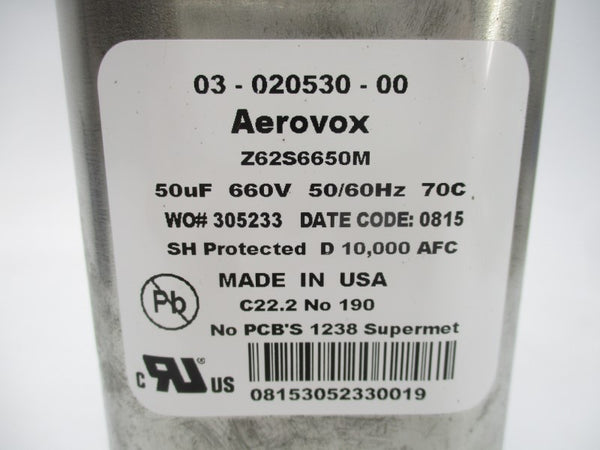 03 - 020530 - 00
Aerovox
Z62S6650M
50uF 660V 50/60Hz 70C
WO# 305233 DATE CODE: 0815
SH Protected D 10,000 AFC
Pb
MADE IN USA
C22.2 No 190
No PCB'S 1238 Supermet
C RU ® US
08153052330019